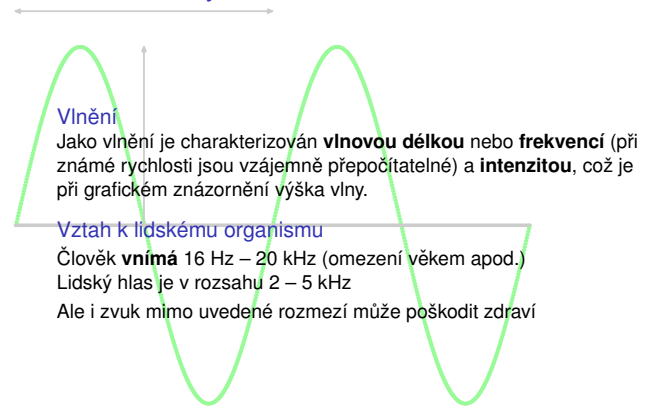 Vlnění
Jako vlnění je charakterizován vlnovou délkou nebo frekvencí (při
známé rychlosti jsou vzájemně přepočítatelné) a intenzitou, což je
při grafickém znázornění výška vlny.
Vztah k lidskému organismu
Člověk vnímá 16 Hz – 20 kHz (omezení věkem apod.)
Lidský hlas je v rozsahu 2 – 5 kHz
Ale i zvuk mimo uvedené rozmezí může poškodit zdraví